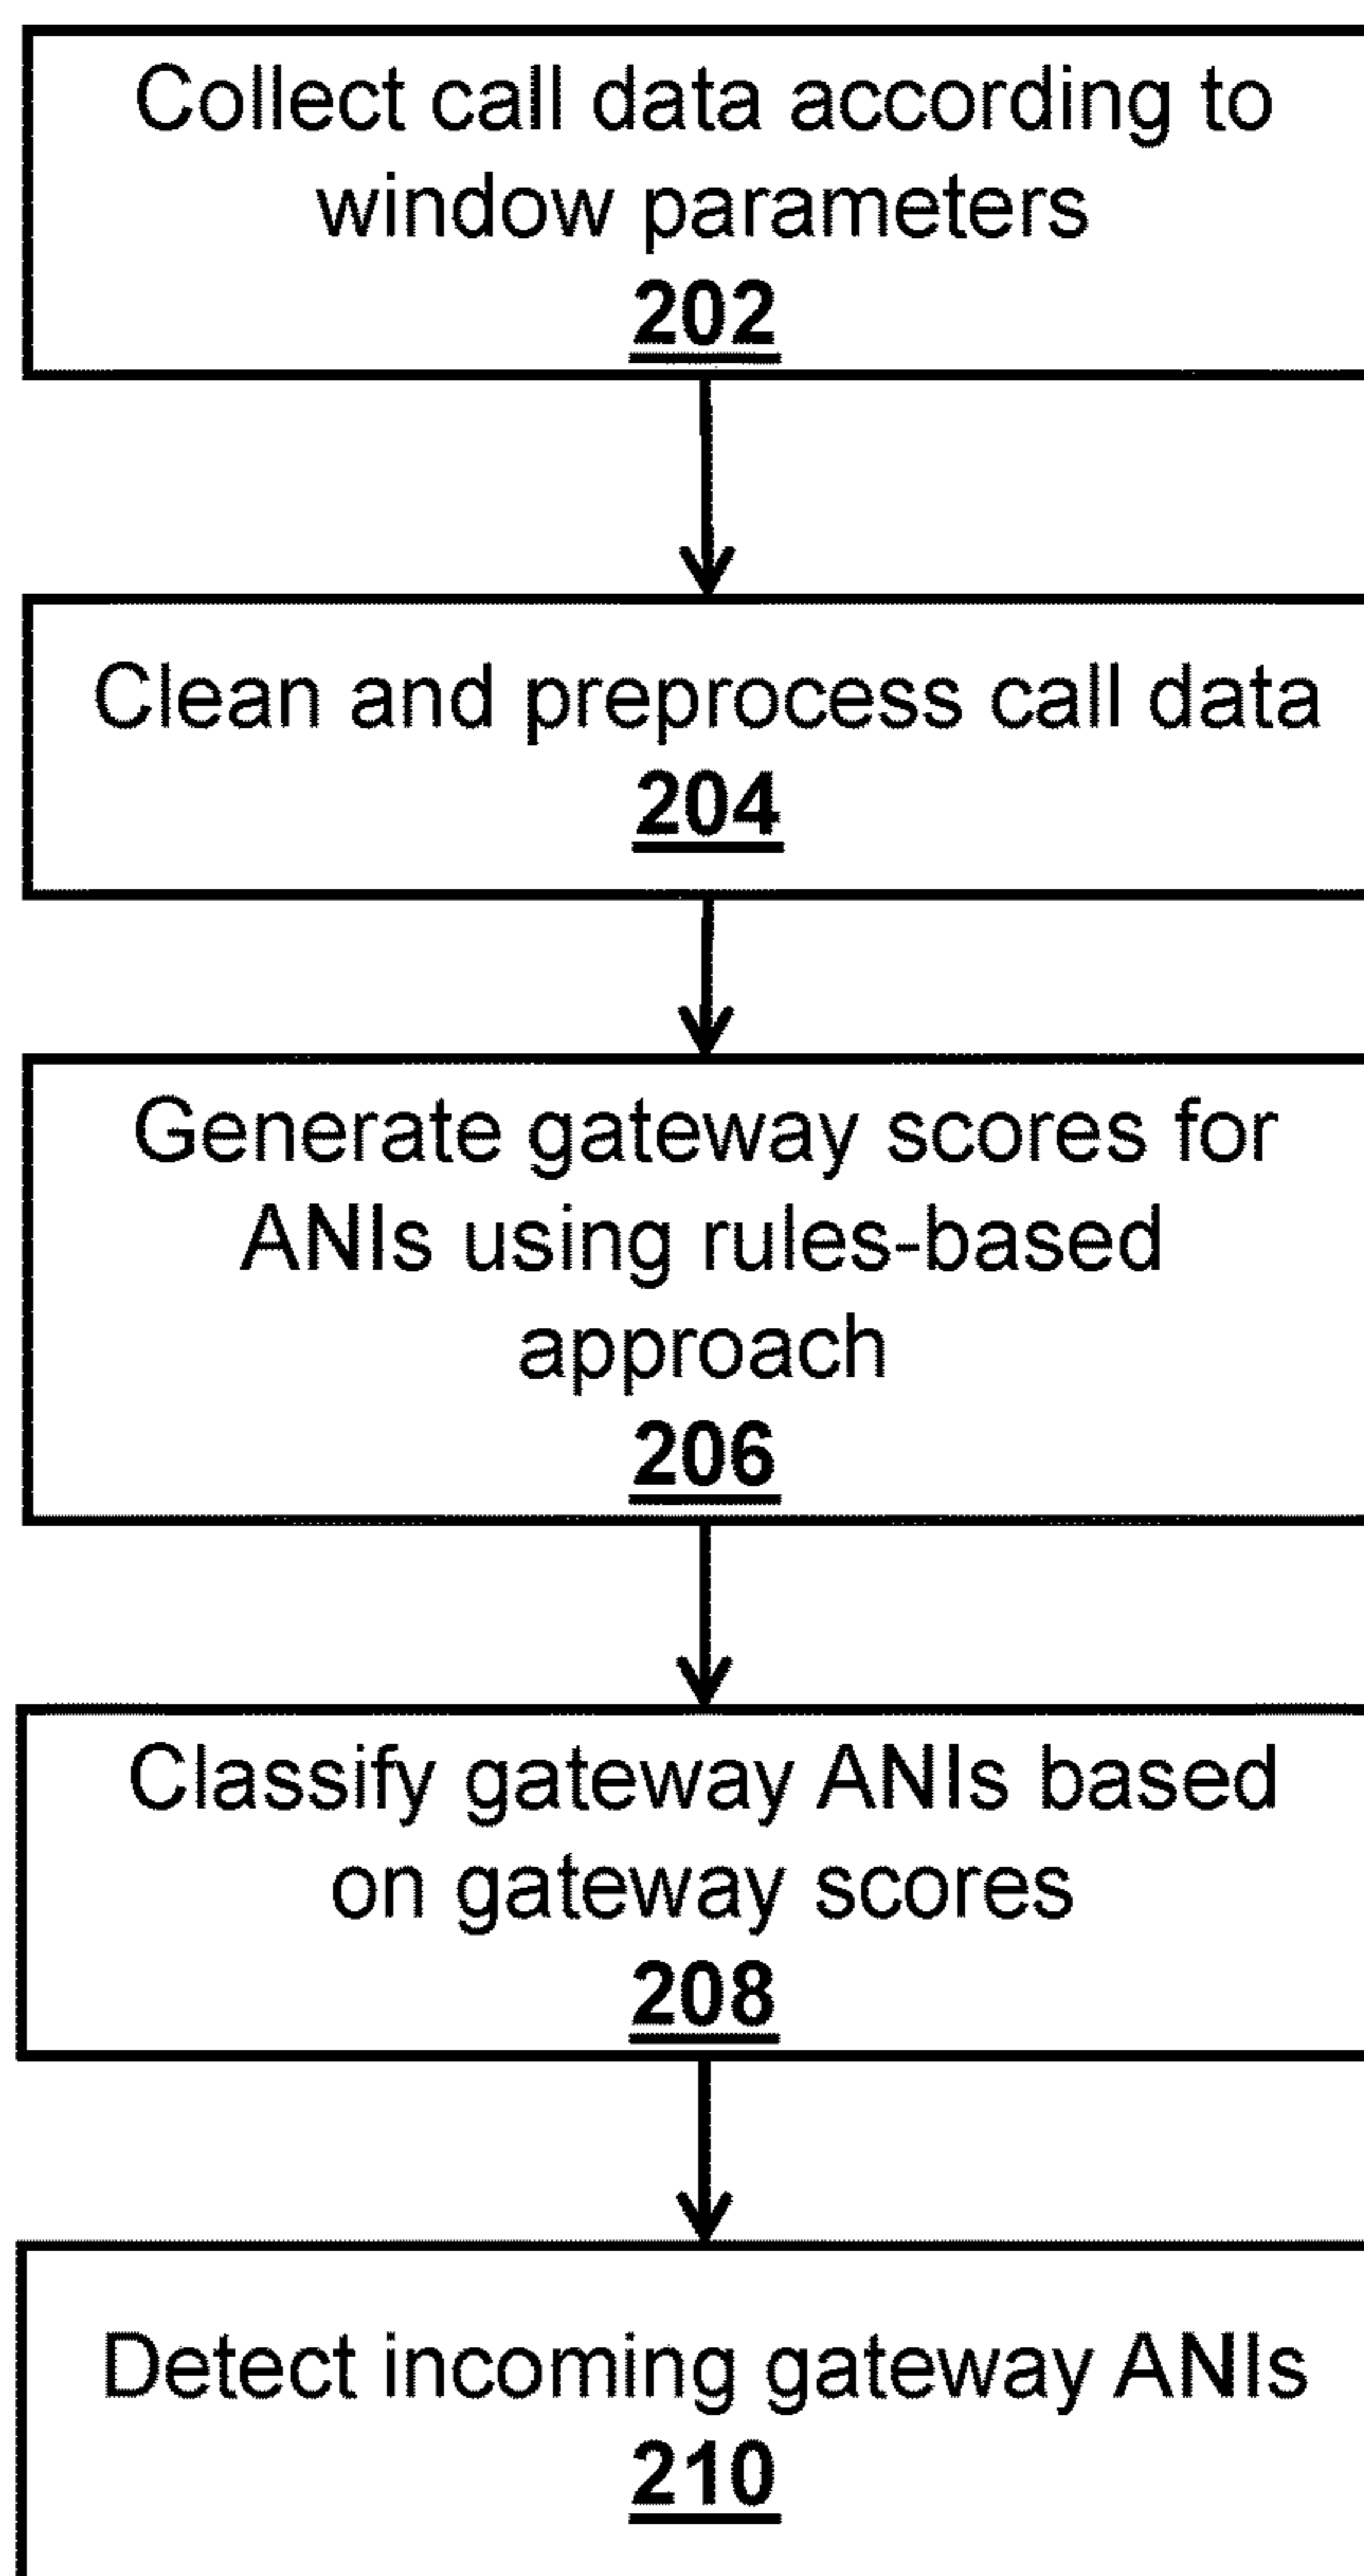 Collect call data according to
window parameters
202
Clean and preprocess call data
204
Generate gateway scores for
ANIs using rules-based
approach
206
Classify gateway ANIs based
on gateway scores
208
Detect incoming gateway ANIs
210